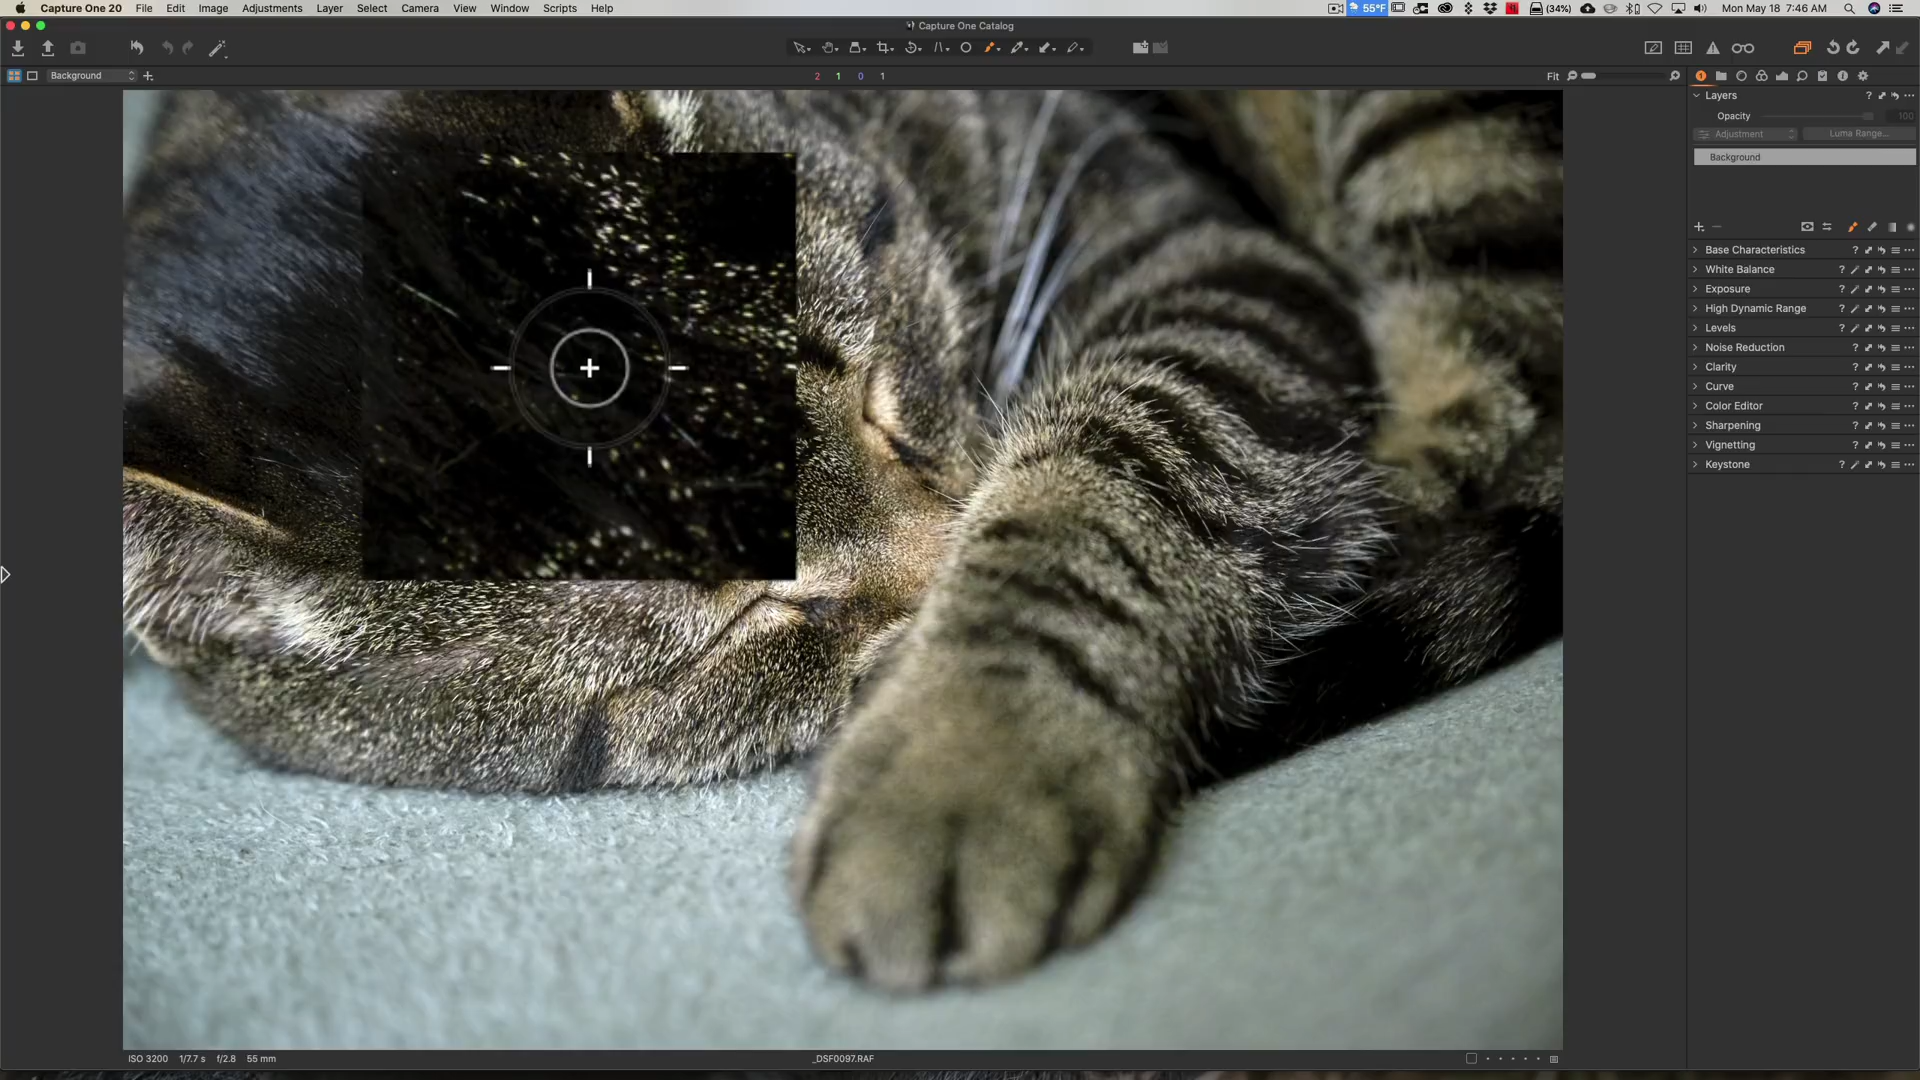 Capture One 20 File Edit Image Adjustments Layer Select Camera View Window Scripts Help 55°F (34%) Mon May 18 7:46 AM
Capture One Catalog
Background 2 1 0 1 Fit
Layers
Opacity 100
Adjustment Luma Range...
Background
Base Characteristics
White Balance
Exposure
High Dynamic Range
Levels
Noise Reduction
Clarity
Curve
Color Editor
Sharpening
Vignetting
Keystone
ISO 3200 1/7.7 s f/2.8 55 mm _DSF0097.RAF